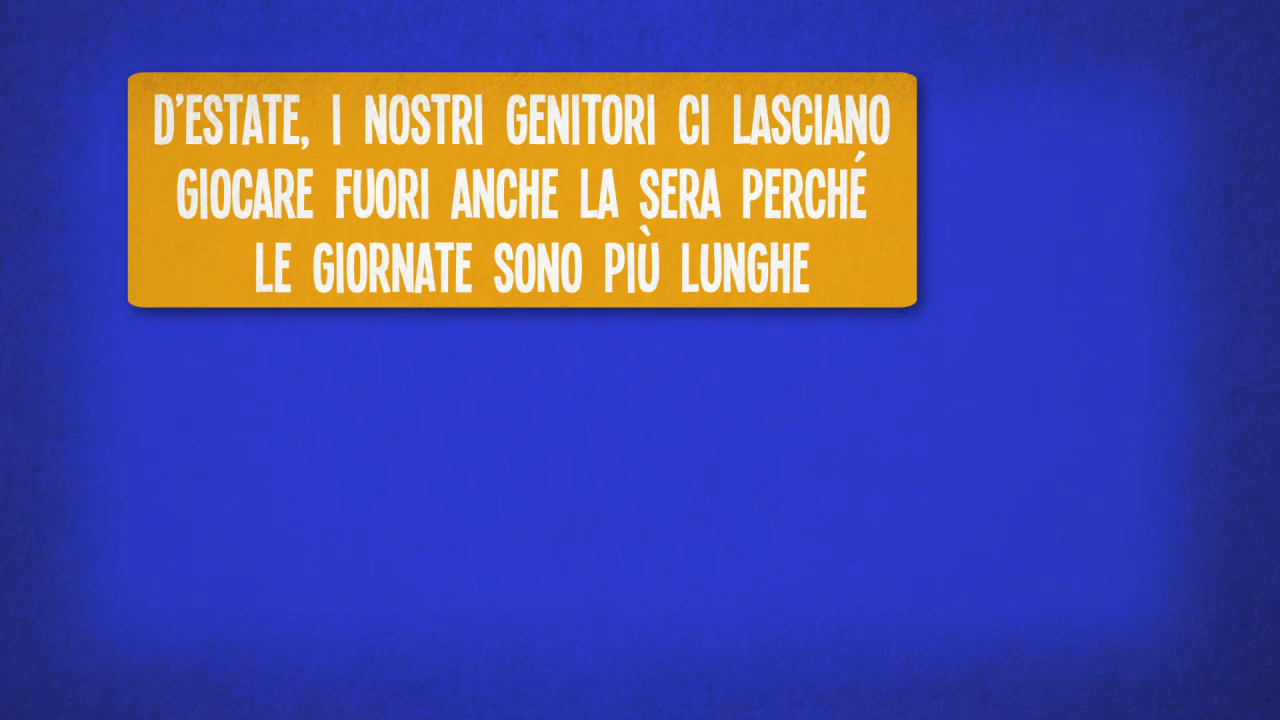 D'ESTATE, I NOSTRI GENITORI CI LASCIANO
GIOCARE FUORI ANCHE LA SERA PERCHÉ
LE GIORNATE SONO PIÙ LUNGHE